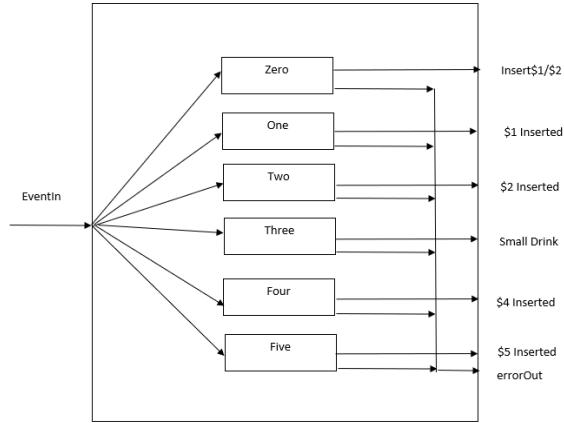 Zero
Insert$1/$2
One
$1 Inserted
Two
$2 Inserted
EventIn
Three
Small Drink
Four
$4 Inserted
Five
$5 Inserted
errorOut